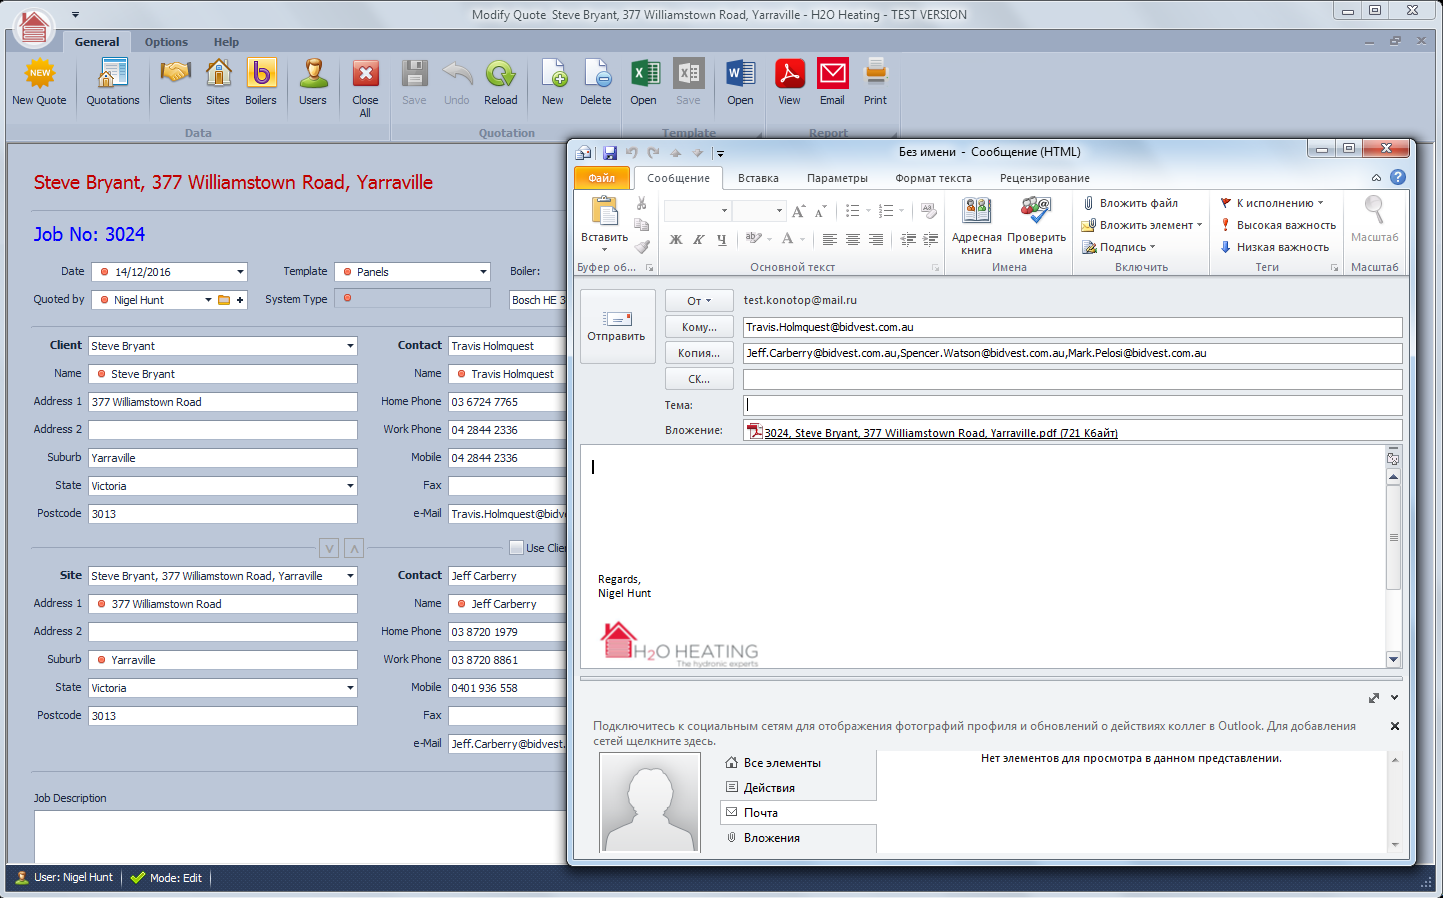 Modify Quote  Steve Bryant, 377 Williamstown Road, Yarraville - H2O Heating - TEST VERSION
General Options Help
New Quote Quotations Clients Sites Boilers Users Close All Save Undo Reload New Delete Open Save Open View Email Print
Data Quotation Template Report
Steve Bryant, 377 Williamstown Road, Yarraville
Job No: 3024
Date 14/12/2016 Template Panels Boiler:
Quoted by Nigel Hunt System Type Bosch HE 3
Client Steve Bryant Contact Travis Holmquest
Name Steve Bryant Name Travis Holmquest
Address 1 377 Williamstown Road Home Phone 03 6724 7765
Address 2 Work Phone 04 2844 2336
Suburb Yarraville Mobile 04 2844 2336
State Victoria Fax
Postcode 3013 e-Mail Travis.Holmquest@bidv
Use Clie
Site Steve Bryant, 377 Williamstown Road, Yarraville Contact Jeff Carberry
Address 1 377 Williamstown Road Name Jeff Carberry
Address 2 Home Phone 03 8720 1979
Suburb Yarraville Work Phone 03 8720 8861
State Victoria Mobile 0401 936 558
Postcode 3013 Fax
e-Mail Jeff.Carberry@bidvest.
Job Description
User: Nigel Hunt Mode: Edit
Без имени - Сообщение (HTML)
Файл Сообщение Вставка Параметры Формат текста Рецензирование
Вставить
Буфер об...
Ж К Ч
Основной текст
Адресная книга Проверить имена
Имена
Вложить файл
Вложить элемент
Подпись
Включить
К исполнению
Высокая важность
Низкая важность
Теги
Масштаб
Масштаб
Отправить
От test.konotop@mail.ru
Кому... Travis.Holmquest@bidvest.com.au
Копия... Jeff.Carberry@bidvest.com.au,Spencer.Watson@bidvest.com.au,Mark.Pelosi@bidvest.com.au
СК...
Тема:
Вложение: 3024, Steve Bryant, 377 Williamstown Road, Yarraville.pdf (721 Кбайт)
Regards,
Nigel Hunt
H2O HEATING
The hydronic experts
Подключитесь к социальным сетям для отображения фотографий профиля и обновлений о действиях коллег в Outlook. Для добавления
сетей щелкните здесь.
Все элементы
Действия
Почта
Вложения
Нет элементов для просмотра в данном представлении.